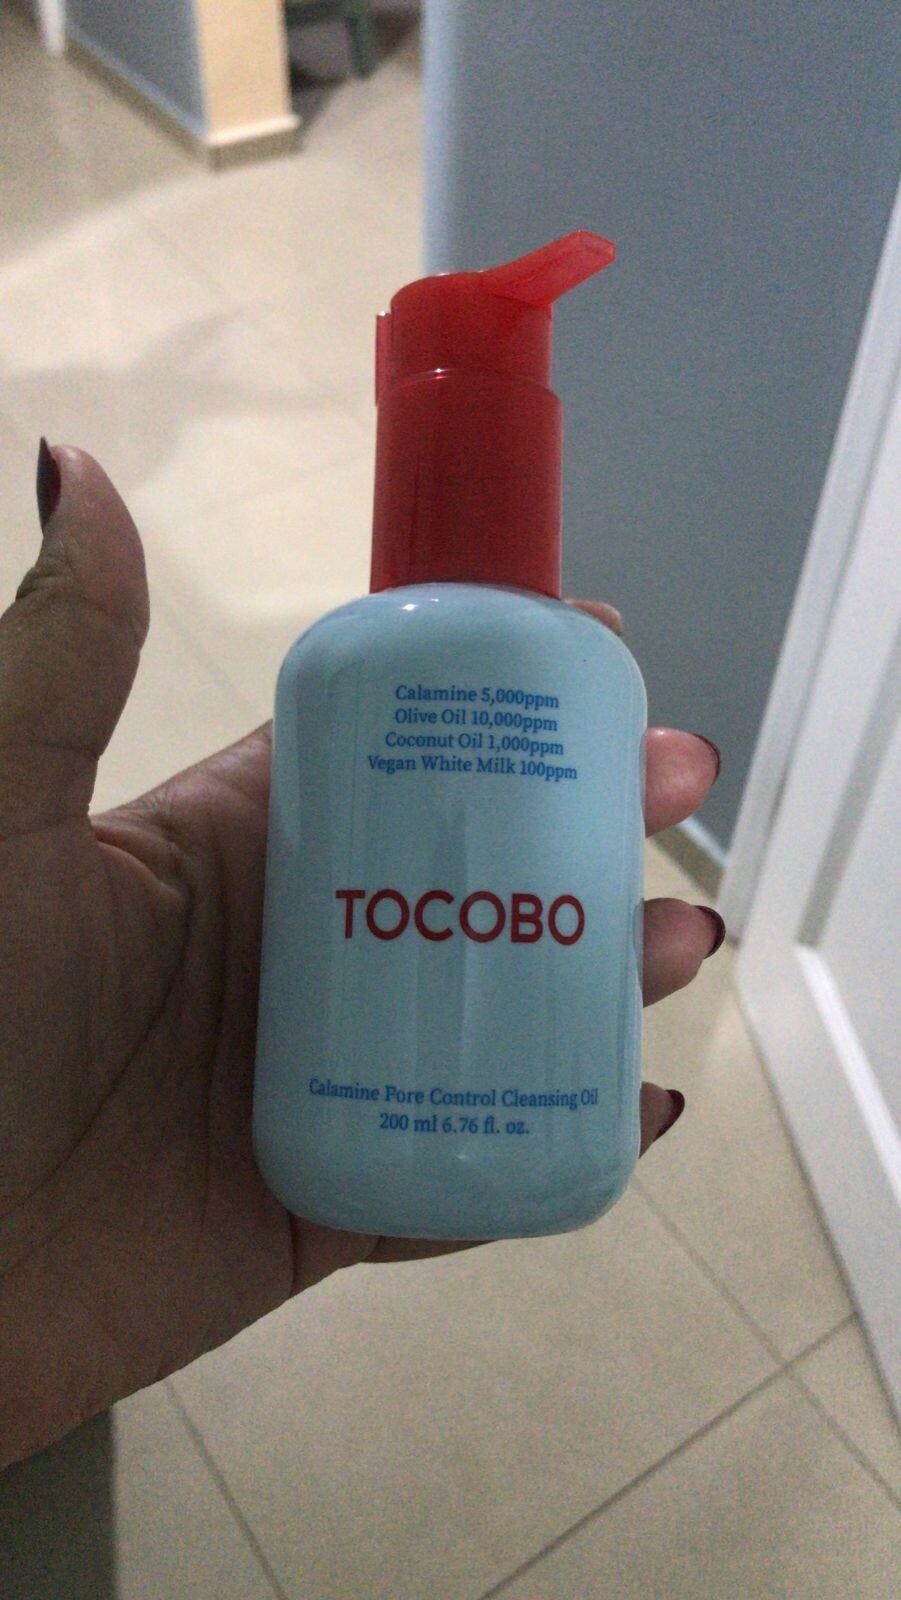 Calamine 5,000ppm
Olive Oil 10,000ppm
Coconut Oil 1,000ppm
Vegan White Milk 100ppm
TOCOBO
Calamine Pore Control Cleansing Oil
200 ml 6.76 fl. oz.